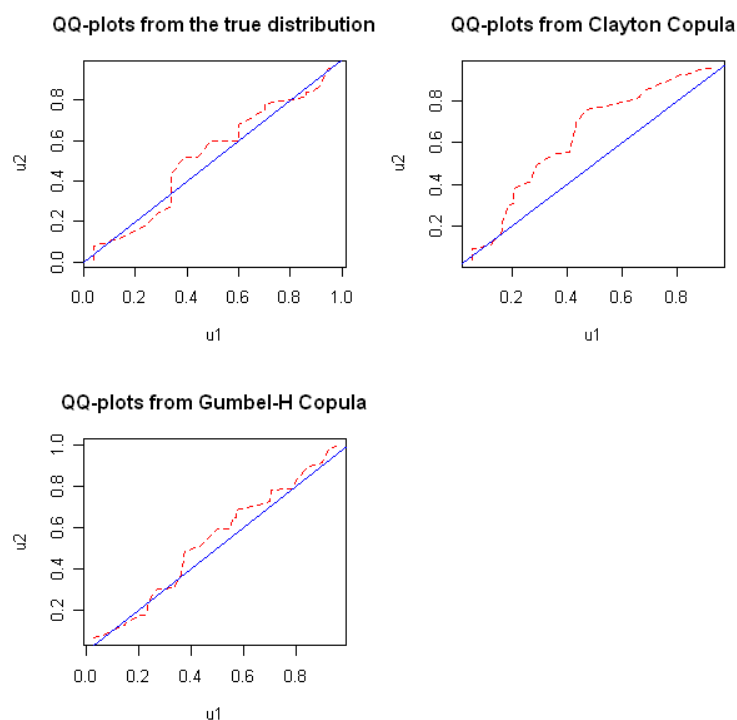 QQ-plots from the true distribution
u2
0.0 0.2 0.4 0.6 0.8
0.0 0.2 0.4 0.6 0.8 1.0
u1
QQ-plots from Clayton Copula
u2
0.2 0.4 0.6 0.8
0.2 0.4 0.6 0.8
u1
QQ-plots from Gumbel-H Copula
u2
0.2 0.4 0.6 0.8 1.0
0.0 0.2 0.4 0.6 0.8
u1